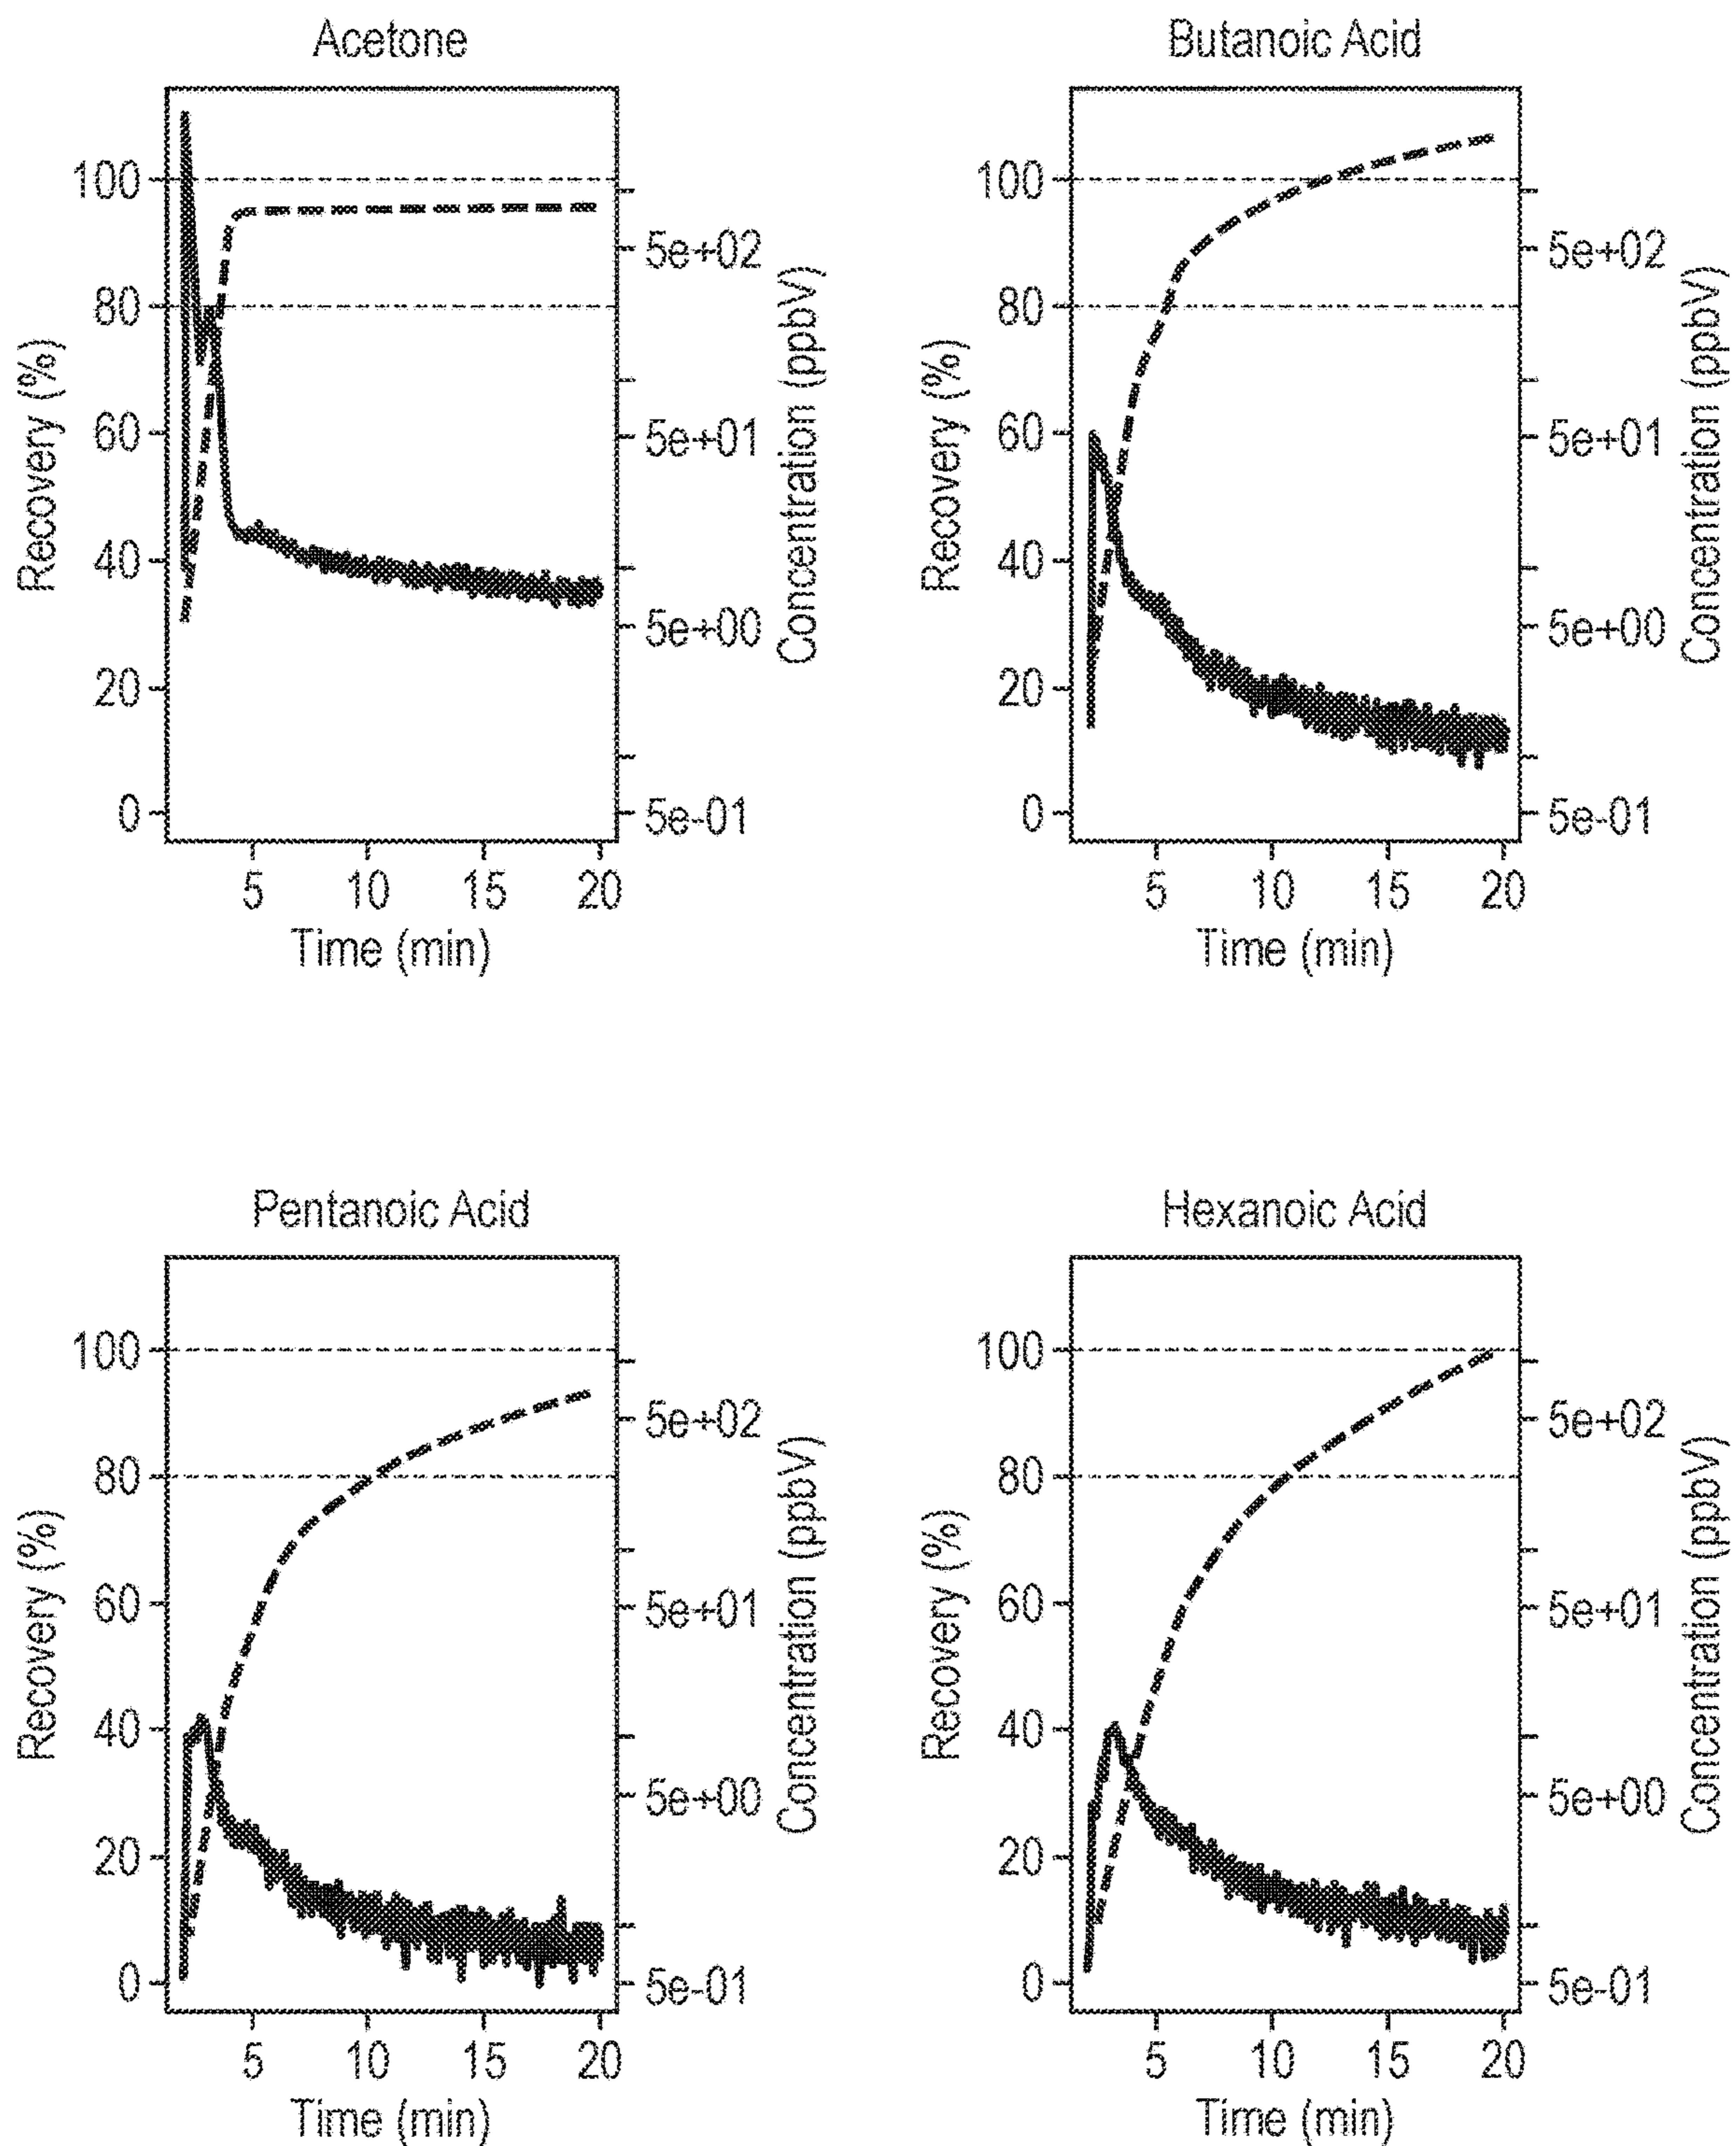 Acetone
Recovery (%)
100
80
60
40
20
0
5e+02
5e+01
5e+00
5e-01
Concentration (ppbV)
5 10 15 20
Time (min)
Butanoic Acid
Recovery (%)
100
80
60
40
20
0
5e+02
5e+01
5e+00
5e-01
Concentration (ppbV)
5 10 15 20
Time (min)
Pentanoic Acid
Recovery (%)
100
80
60
40
20
0
5e+02
5e+01
5e+00
5e-01
Concentration (ppbV)
5 10 15 20
Time (min)
Hexanoic Acid
Recovery (%)
100
80
60
40
20
0
5e+02
5e+01
5e+00
5e-01
Concentration (ppbV)
5 10 15 20
Time (min)